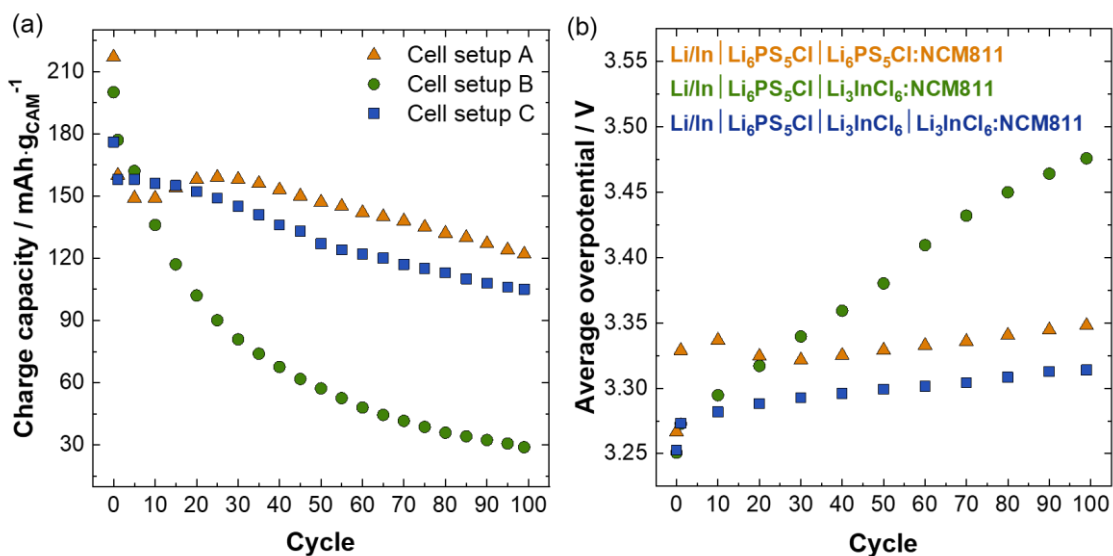 (a)
Charge capacity / mAh·g_CAM⁻¹
210
180
150
120
90
60
30
0 10 20 30 40 50 60 70 80 90 100
Cycle
Cell setup A
Cell setup B
Cell setup C
(b)
Average overpotential / V
3.55
3.50
3.45
3.40
3.35
3.30
3.25
0 10 20 30 40 50 60 70 80 90 100
Cycle
Li/In|Li₆PS₅Cl|Li₆PS₅Cl:NCM811
Li/In|Li₆PS₅Cl|Li₃InCl₆:NCM811
Li/In|Li₆PS₅Cl|Li₃InCl₆|Li₃InCl₆:NCM811